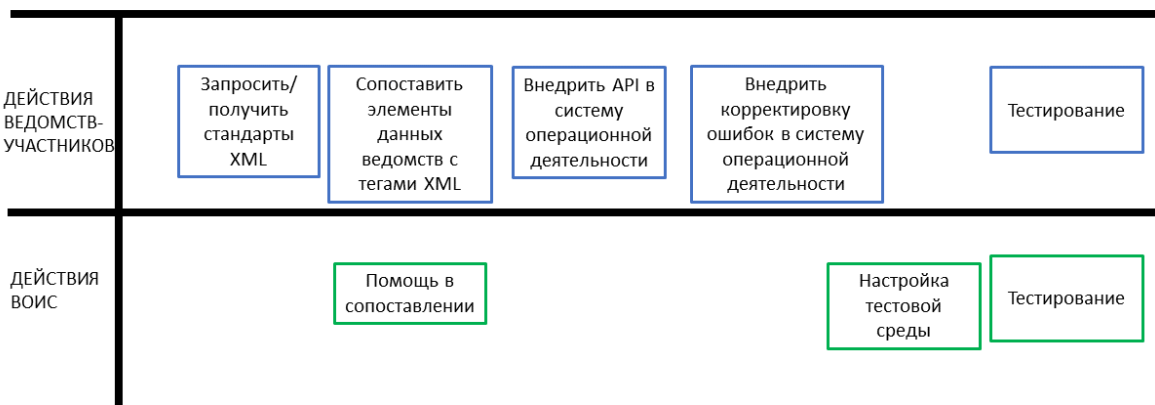 ДЕЙСТВИЯ
ВЕДОМСТВ-
УЧАСТНИКОВ
Запросить/
получить
стандарты
XML
Сопоставить
элементы
данных
ведомств с
тегами XML
Внедрить API в
систему
операционной
деятельности
Внедрить
корректировку
ошибок в систему
операционной
деятельности
Тестирование
ДЕЙСТВИЯ
ВОИС
Помощь в
сопоставлении
Настройка
тестовой
среды
Тестирование